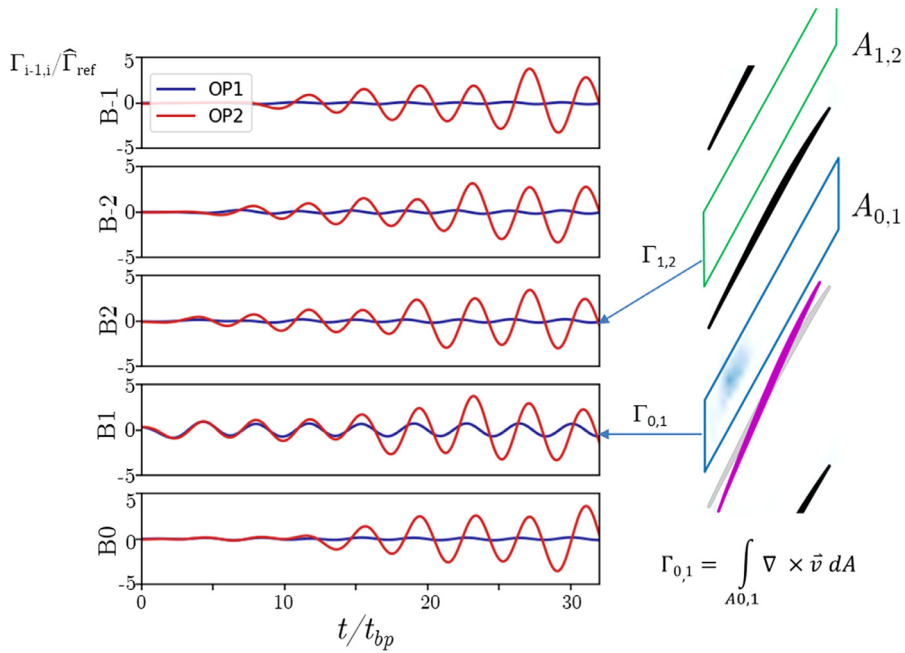 Γi-1,i/Γ̂ref
5
0
-5
B-1
OP1
OP2
5
0
-5
B-2
5
0
-5
B2
5
0
-5
B1
5
0
-5
B0
0
10
20
30
t/tbp
A1,2
A0,1
Γ1,2
Γ0,1
Γ0,1 = ∫ ∇ × v⃗ dA
A0,1